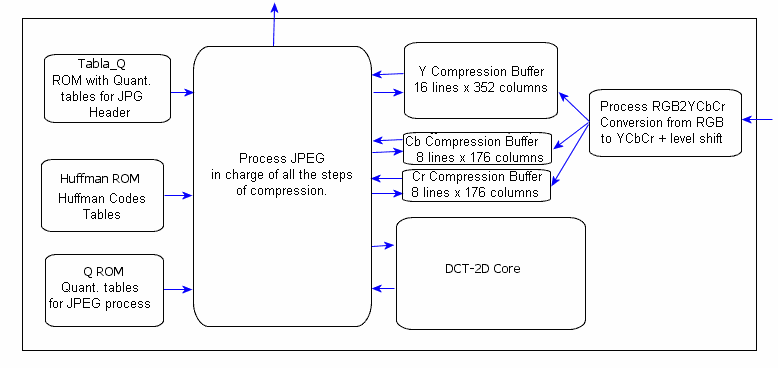 Tabla_Q
ROM with Quant.
tables for JPG
Header
Huffman ROM
Huffman Codes
Tables
Q ROM
Quant. tables
for JPEG process
Process JPEG
in charge of all the steps
of compression.
Y Compression Buffer
16 lines x 352 columns
Cb Compression Buffer
8 lines x 176 columns
Cr Compression Buffer
8 lines x 176 columns
DCT-2D Core
Process RGB2YCbCr
Conversion from RGB
to YCbCr + level shift